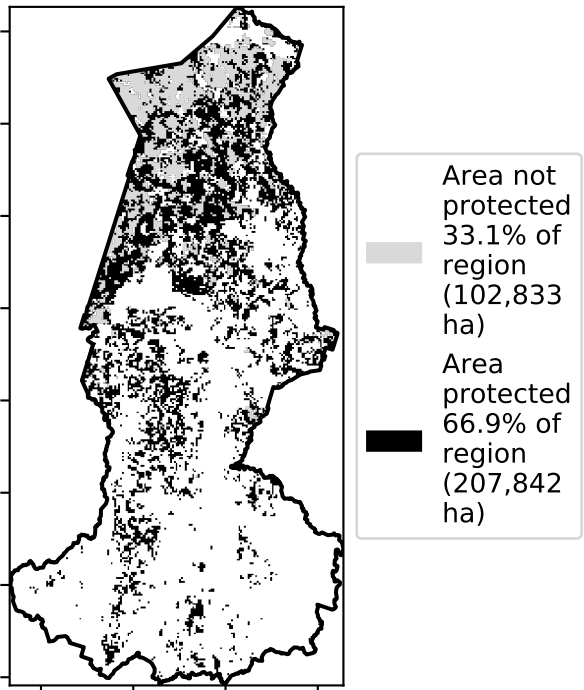 Area not
protected
33.1% of
region
(102,833
ha)
Area
protected
66.9% of
region
(207,842
ha)